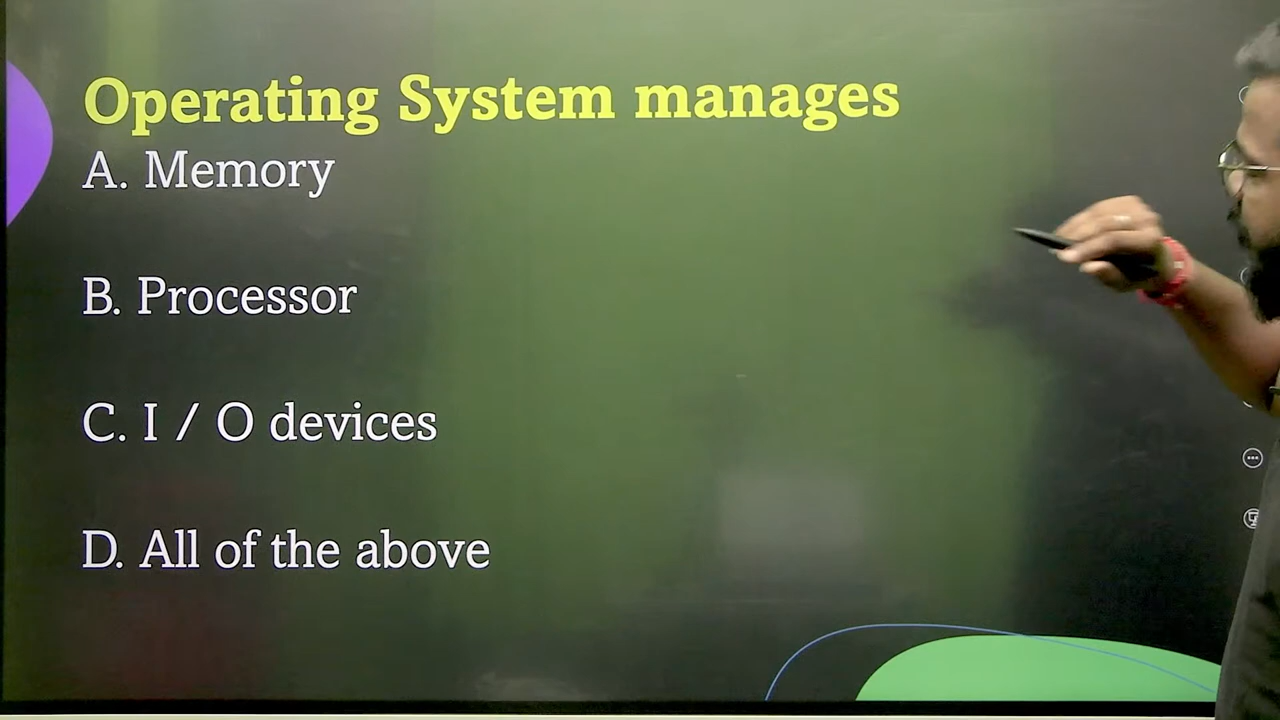 Operating System manages
A. Memory
B. Processor
C. I / O devices
D. All of the above